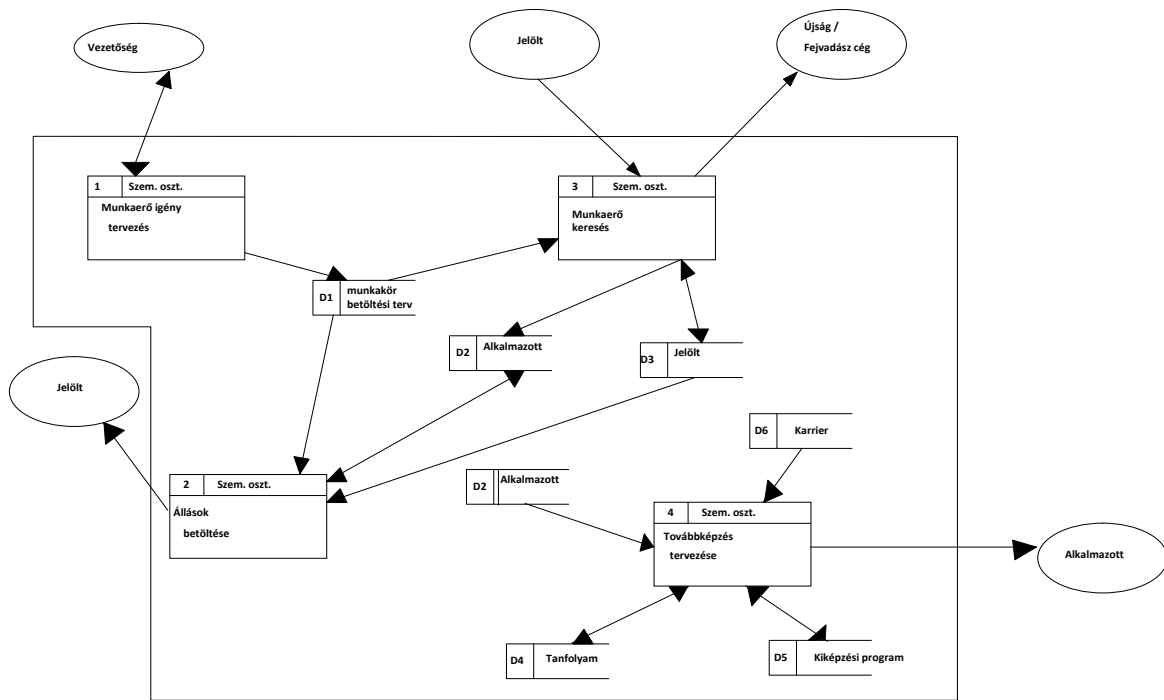 Vezetőség
Jelölt
Újság /
Fejvadász cég
1 Szem. oszt.
Munkaerő igény
tervezés
3 Szem. oszt.
Munkaerő
keresés
D1 munkakör
betöltési terv
D2 Alkalmazott
D3 Jelölt
Jelölt
D6 Karrier
2 Szem. oszt.
Állások
betöltése
D2 Alkalmazott
4 Szem. oszt.
Továbbképzés
tervezése
Alkalmazott
D4 Tanfolyam
D5 Kiképzési program